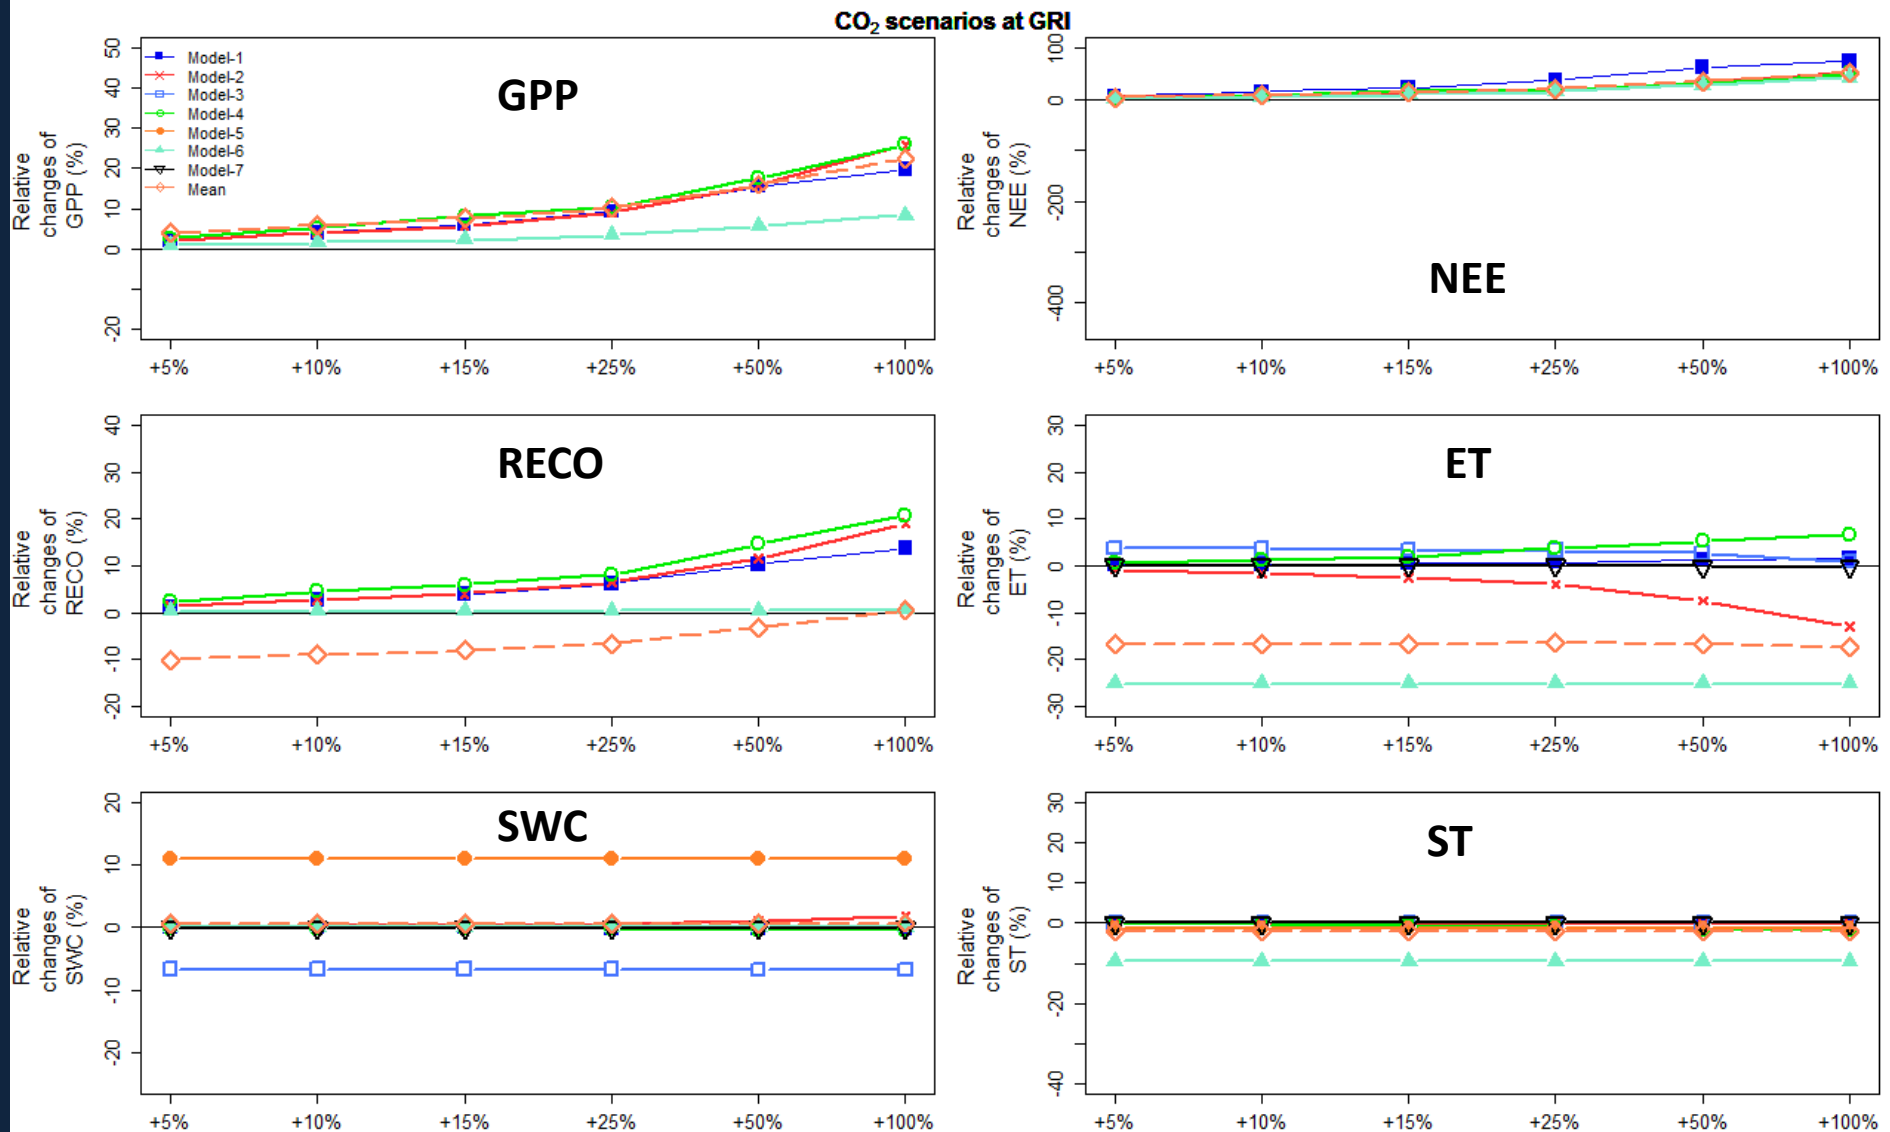 CO2 scenarios at GRI
Relative
changes of
GPP (%)
50
40
30
20
10
0
-20
Model-1
Model-2
Model-3
Model-4
Model-5
Model-6
Model-7
Mean
GPP
+5% +10% +15% +25% +50% +100%
Relative
changes of
NEE (%)
100
0
-200
-400
NEE
+5% +10% +15% +25% +50% +100%
Relative
changes of
RECO (%)
40
30
20
10
0
-10
-20
RECO
+5% +10% +15% +25% +50% +100%
Relative
changes of
ET (%)
30
20
10
0
-10
-20
-30
ET
+5% +10% +15% +25% +50% +100%
Relative
changes of
SWC (%)
20
10
0
-10
-20
SWC
+5% +10% +15% +25% +50% +100%
Relative
changes of
ST (%)
30
20
10
0
-20
-40
ST
+5% +10% +15% +25% +50% +100%